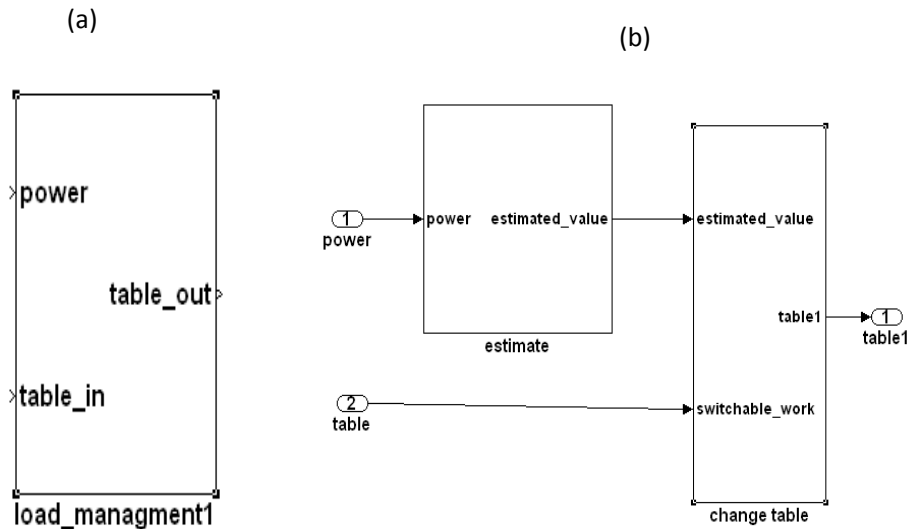 (a)
power
table_out
table_in
load_managment1
(b)
1
power
power estimated_value
estimate
2
table
estimated_value
table1
switchable_work
change table
1
table1